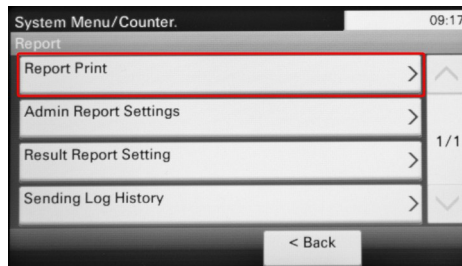 System Menu/Counter.
09:17
Report
Report Print
Admin Report Settings
1/1
Result Report Setting
Sending Log History
< Back